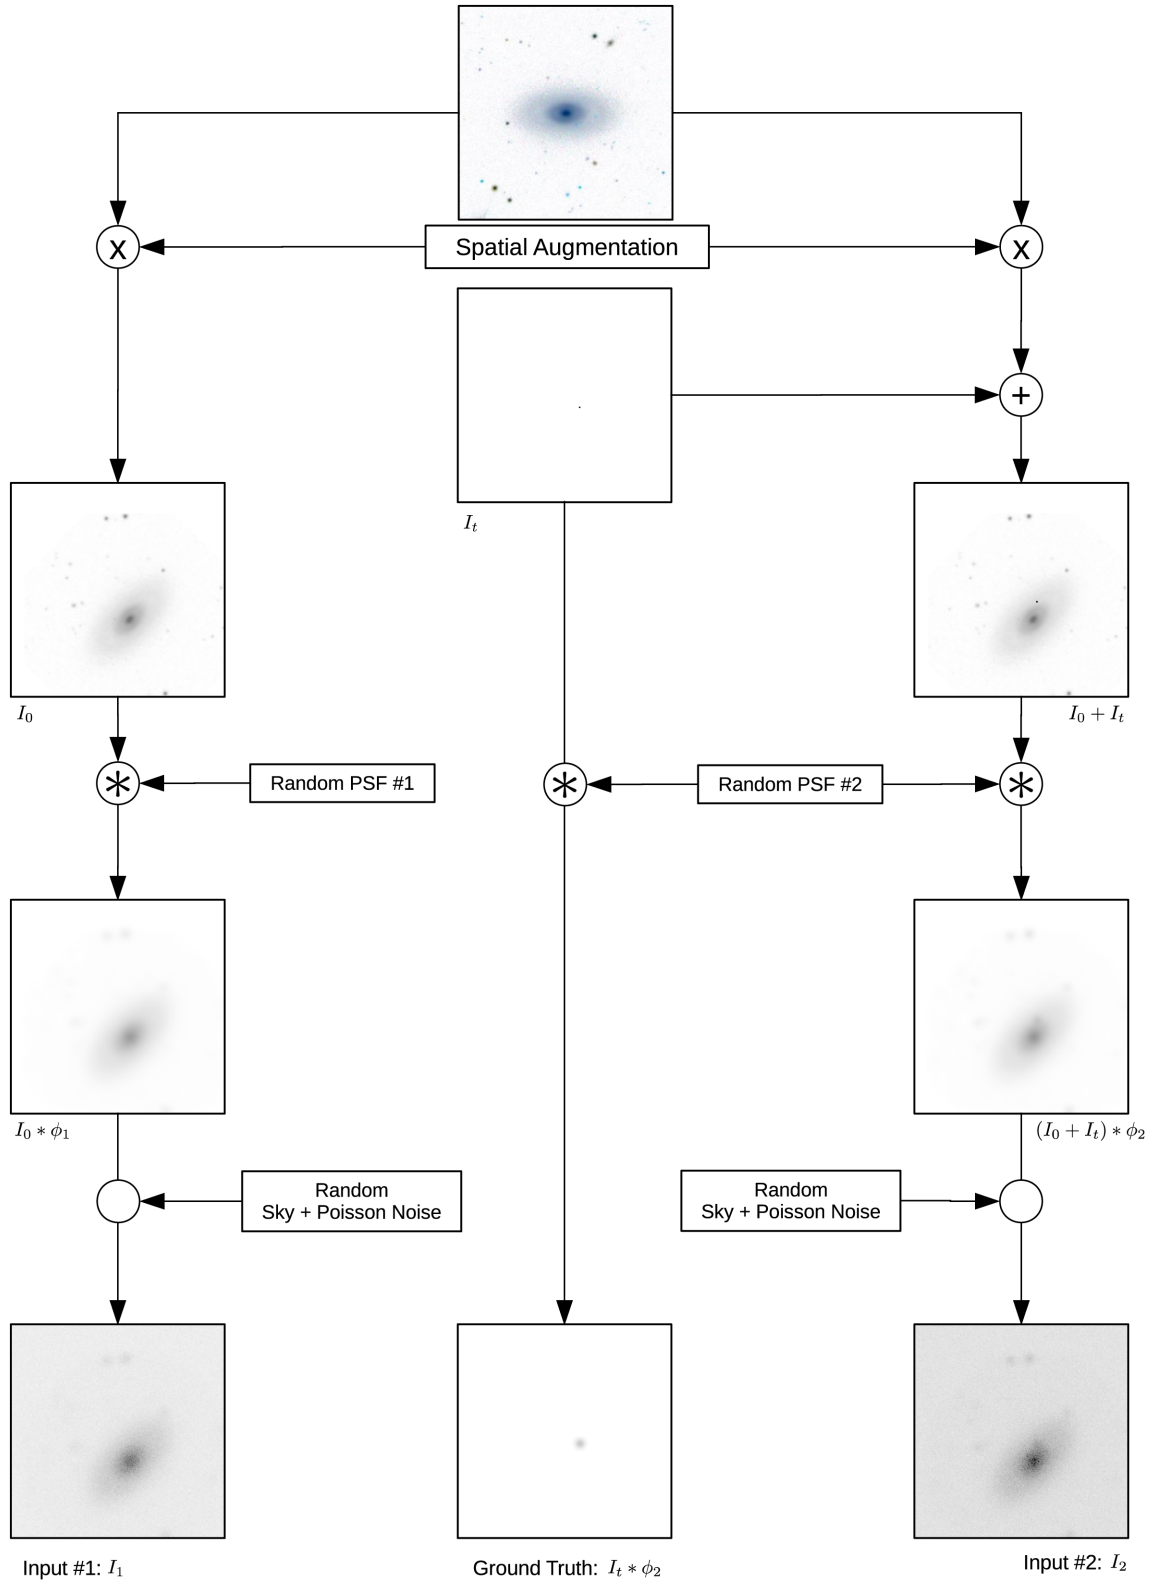 x
Spatial Augmentation
x
+
I_t
I_0
I_0 + I_t
*
Random PSF #1
*
Random PSF #2
*
I_0 * ϕ_1
(I_0 + I_t) * ϕ_2
Random
Sky + Poisson Noise
Random
Sky + Poisson Noise
Input #1: I_1
Ground Truth: I_t * ϕ_2
Input #2: I_2